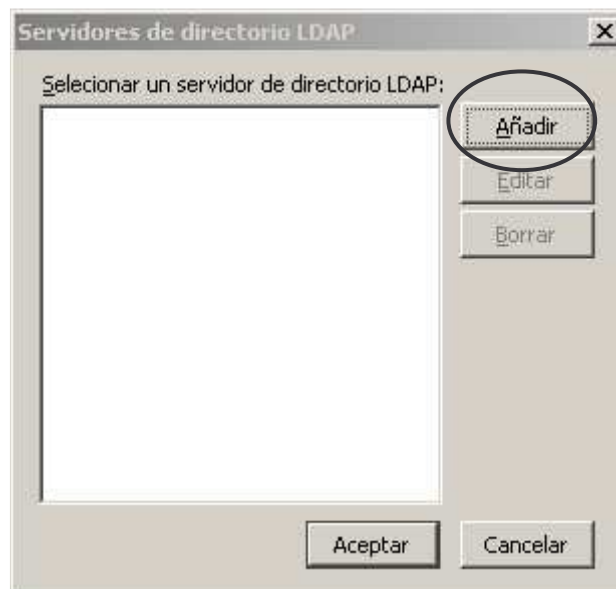 Servidores de directorio LDAP
Selecionar un servidor de directorio LDAP:
Añadir
Editar
Borrar
Aceptar
Cancelar